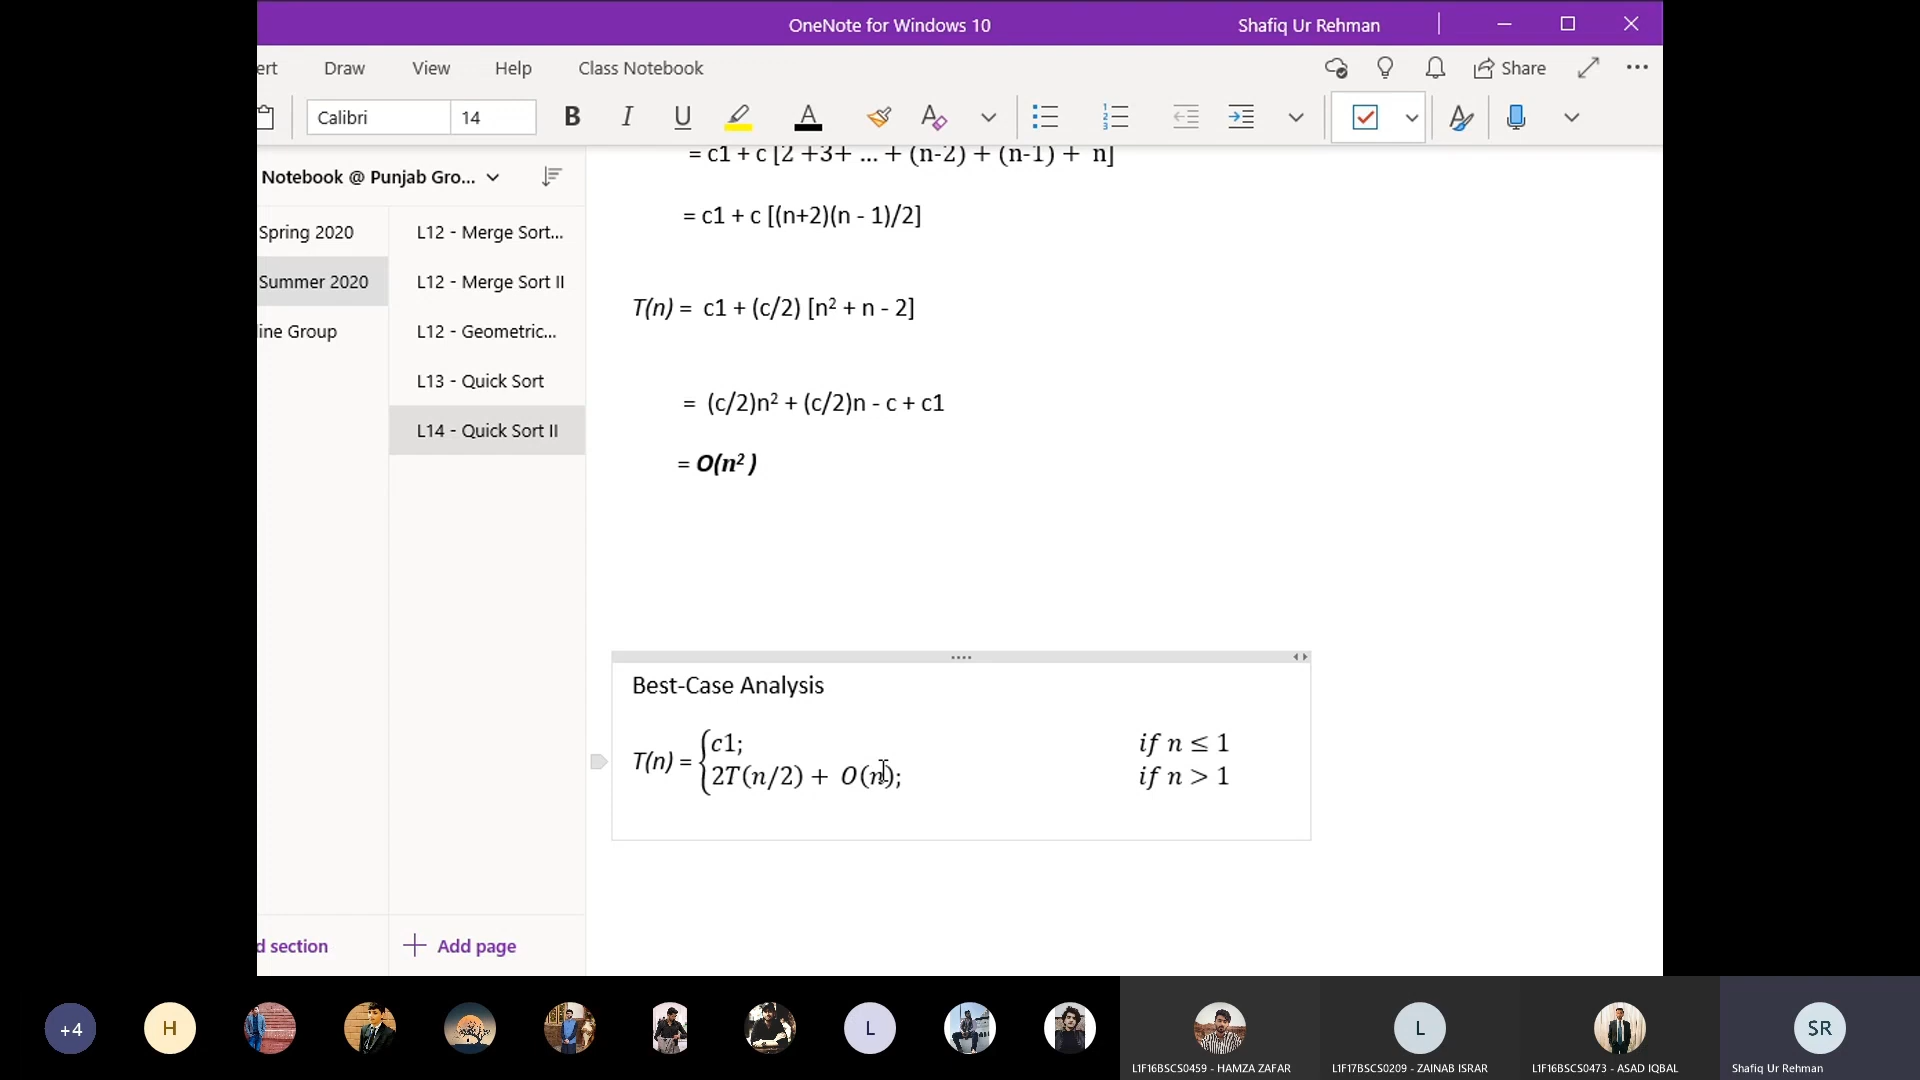 OneNote for Windows 10
Shafiq Ur Rehman
ert Draw View Help Class Notebook
Share
Calibri 14 B I U A A
= c1 + c [2 +3+ ... + (n-2) + (n-1) + n]
Notebook @ Punjab Gro...
Spring 2020
Summer 2020
ine Group
L12 - Merge Sort...
L12 - Merge Sort II
L12 - Geometric...
L13 - Quick Sort
L14 - Quick Sort II
= c1 + c [(n+2)(n - 1)/2]
T(n) = c1 + (c/2) [n² + n - 2]
= (c/2)n² + (c/2)n - c + c1
= O(n² )
Best-Case Analysis
T(n) = {c1; if n ≤ 1
2T(n/2) + O(n); if n > 1
d section
Add page
+4
H
L
L1F16BSCS0459 - HAMZA ZAFAR
L
L1F17BSCS0209 - ZAINAB ISRAR
L1F16BSCS0473 - ASAD IQBAL
SR
Shafiq Ur Rehman